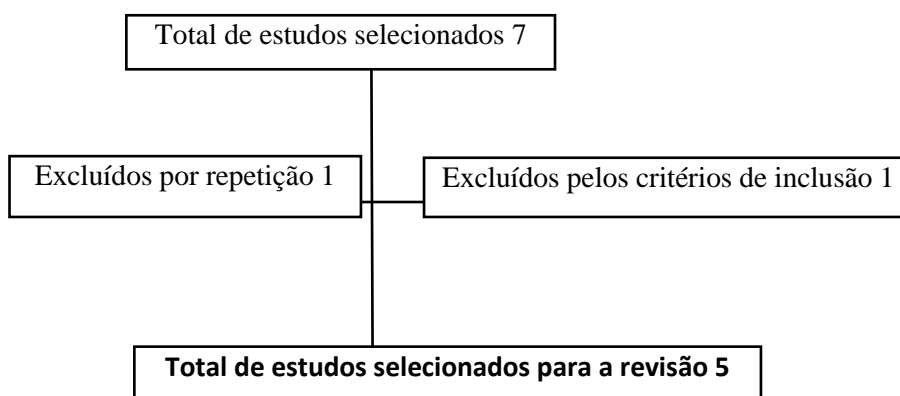 Total de estudos selecionados 7
Excluídos por repetição 1
Excluídos pelos critérios de inclusão 1
Total de estudos selecionados para a revisão 5